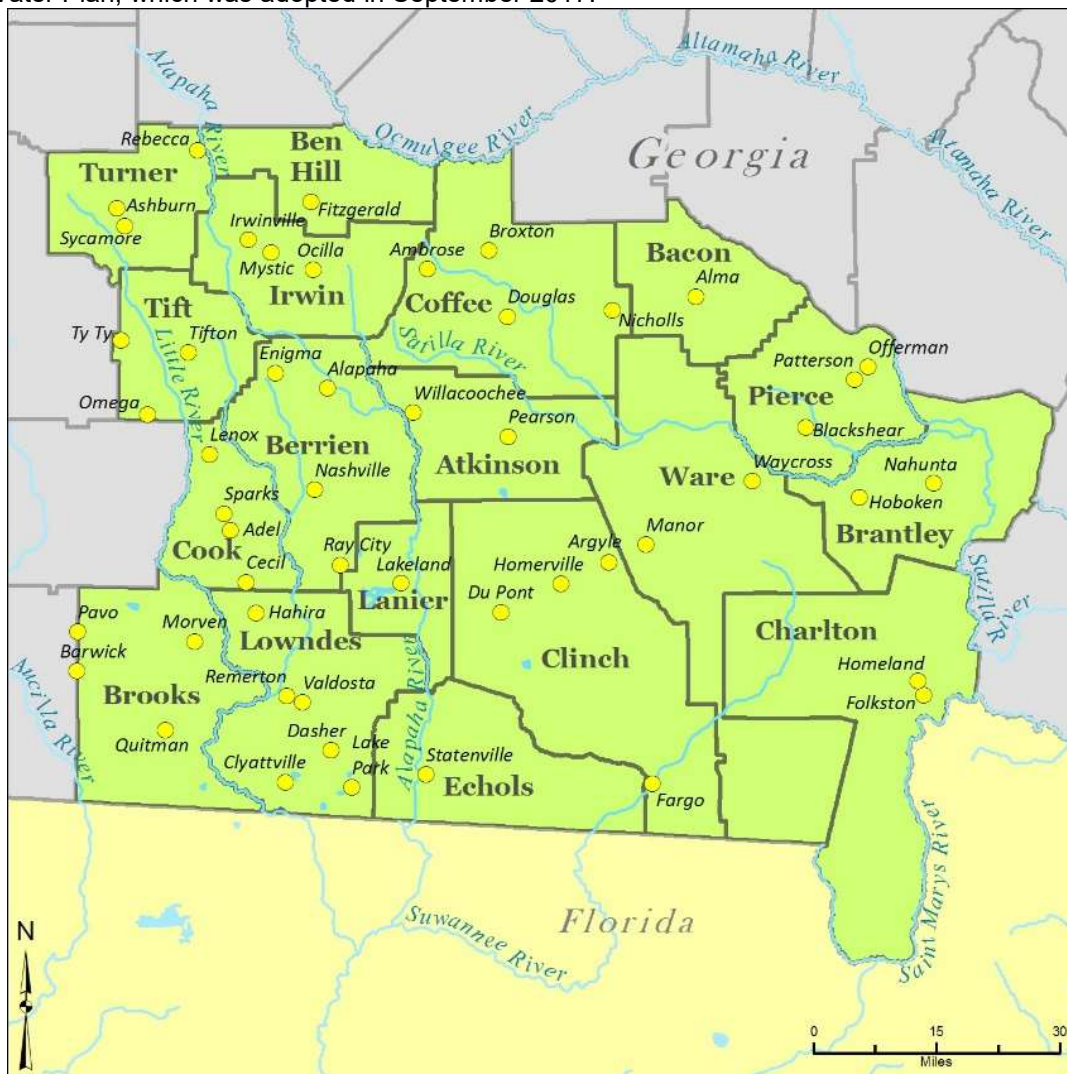 Water Plan, which was adopted in September 2017.
Alapaha
River
Altamaha River
Altamaha River
Ocmulgee River
Georgia
Rebecca
Ben
Hill
Turner
Ashburn
Fitzgerald
Sycamore
Irwinville
Ocilla
Mystic
Irwin
Ambrose
Broxton
Bacon
Alma
Coffee
Douglas
Nicholls
Tift
Ty Ty
Tifton
Little River
Satilla River
Enigma
Alapaha
Patterson
Offerman
Pierce
Blackshear
Omega
Willacoochee
Pearson
Lenox
Berrien
Atkinson
Nashville
Ware
Waycross
Nahunta
Hoboken
Brantley
Sparks
Adel
Cook
Cecil
Ray City
Lakeland
Lanier
Manor
Argyle
Homerville
Du Pont
Satilla R
River
Pavo
Morven
Hahira
Lowndes
Barwick
Clinch
Charlton
Homeland
Folkston
Aucilla River
Brooks
Remerton
Valdosta
Alapaha River
Quitman
Dasher
Lake
Park
Clyattville
Statenville
Echols
Fargo
Saint Marys River
Suwannee
River
Florida
N
0 15 30
Miles